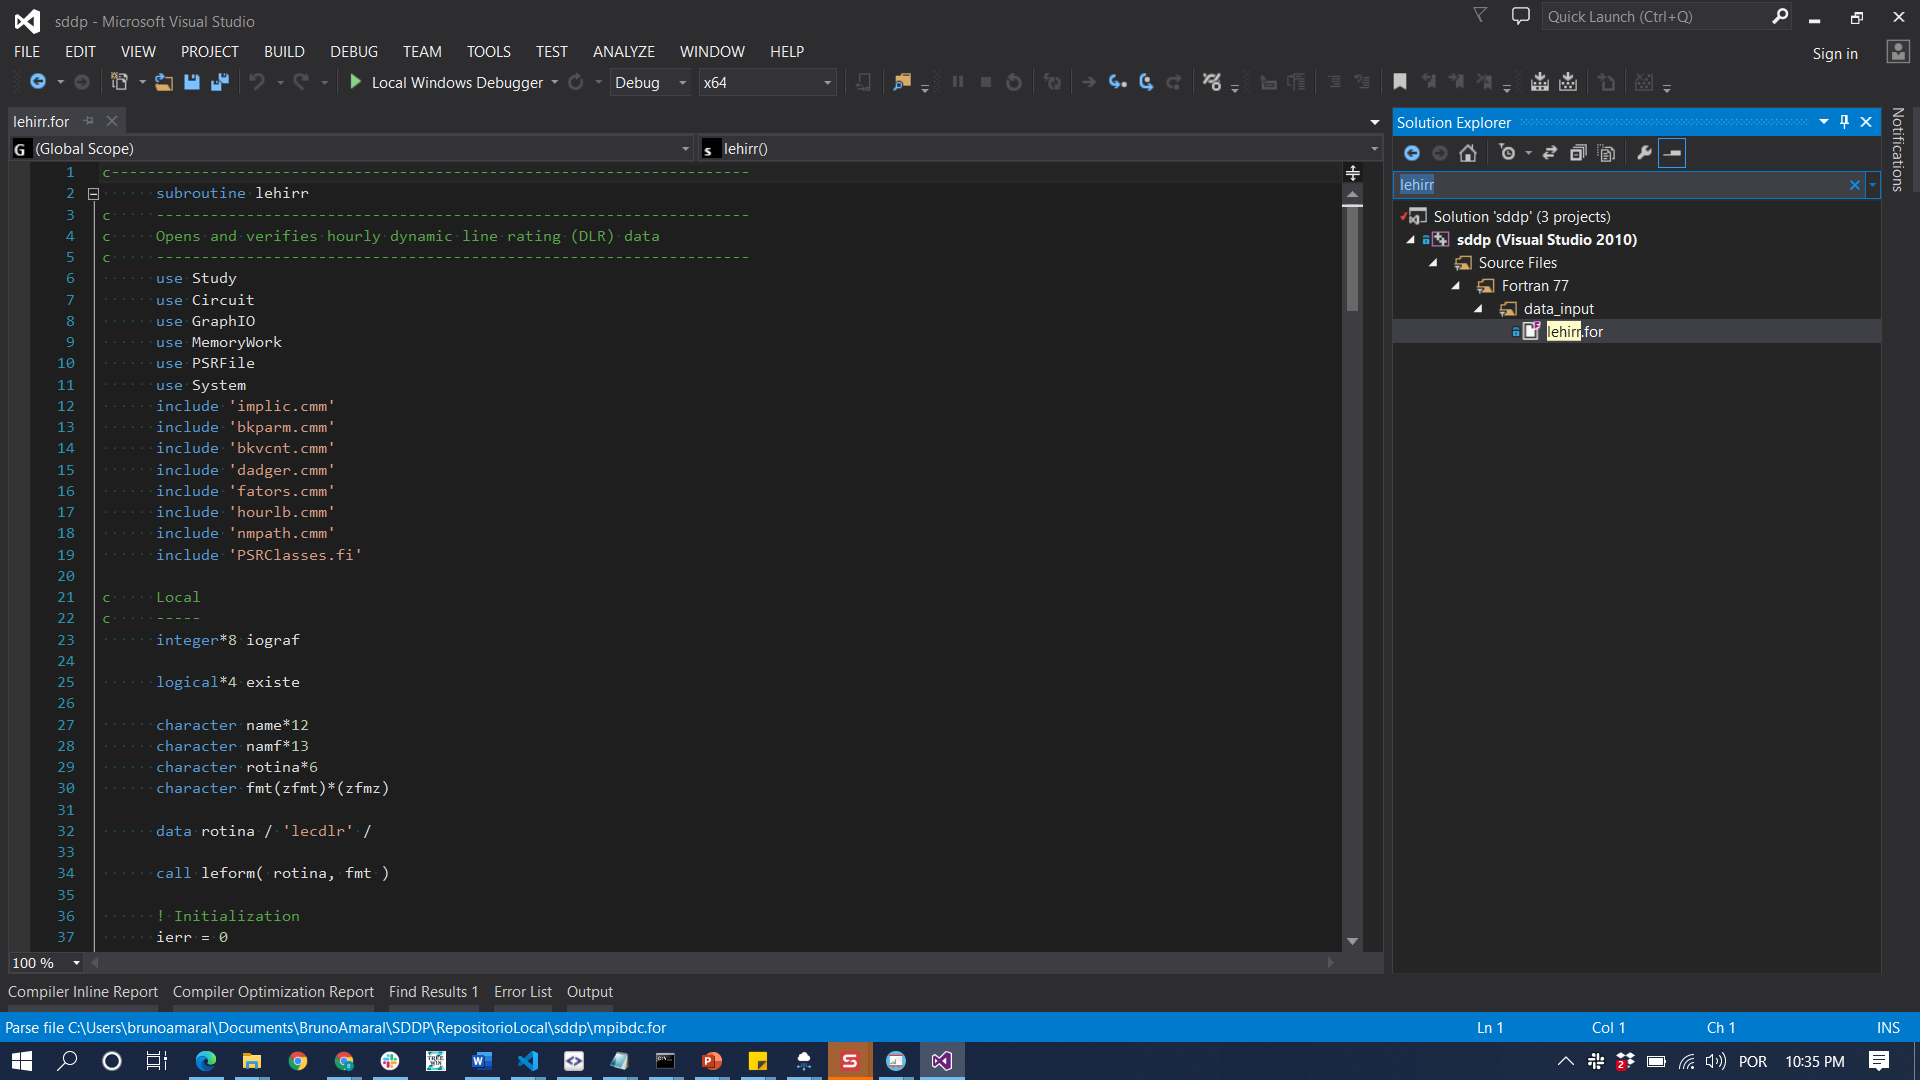 sddp - Microsoft Visual Studio
Quick Launch (Ctrl+Q)
FILE EDIT VIEW PROJECT BUILD DEBUG TEAM TOOLS TEST ANALYZE WINDOW HELP
Sign in
Local Windows Debugger Debug x64
lehirr.for
(Global Scope) lehirr()
1 c-----------------------------------------------------------------------
2 subroutine lehirr
3 c ------------------------------------------------------------------
4 c Opens and verifies hourly dynamic line rating (DLR) data
5 c ------------------------------------------------------------------
6 use Study
7 use Circuit
8 use GraphIO
9 use MemoryWork
10 use PSRFile
11 use System
12 include 'implic.cmm'
13 include 'bkparm.cmm'
14 include 'bkvcnt.cmm'
15 include 'dadger.cmm'
16 include 'fators.cmm'
17 include 'hourlb.cmm'
18 include 'nmpath.cmm'
19 include 'PSRClasses.fi'
20
21 c Local
22 c -----
23 integer*8 iograf
24
25 logical*4 existe
26
27 character name*12
28 character namf*13
29 character rotina*6
30 character fmt(zfmt)*(zfmz)
31
32 data rotina / 'lecdlr' /
33
34 call leform( rotina, fmt )
35
36 ! Initialization
37 ierr = 0
100 %
Solution Explorer
lehirr
Solution 'sddp' (3 projects)
sddp (Visual Studio 2010)
Source Files
Fortran 77
data_input
lehirr.for
Notifications
Compiler Inline Report Compiler Optimization Report Find Results 1 Error List Output
Parse file C:\Users\brunoamaral\Documents\BrunoAmaral\SDDP\RepositorioLocal\sddp\mpibdc.for Ln 1 Col 1 Ch 1 INS
POR 10:35 PM